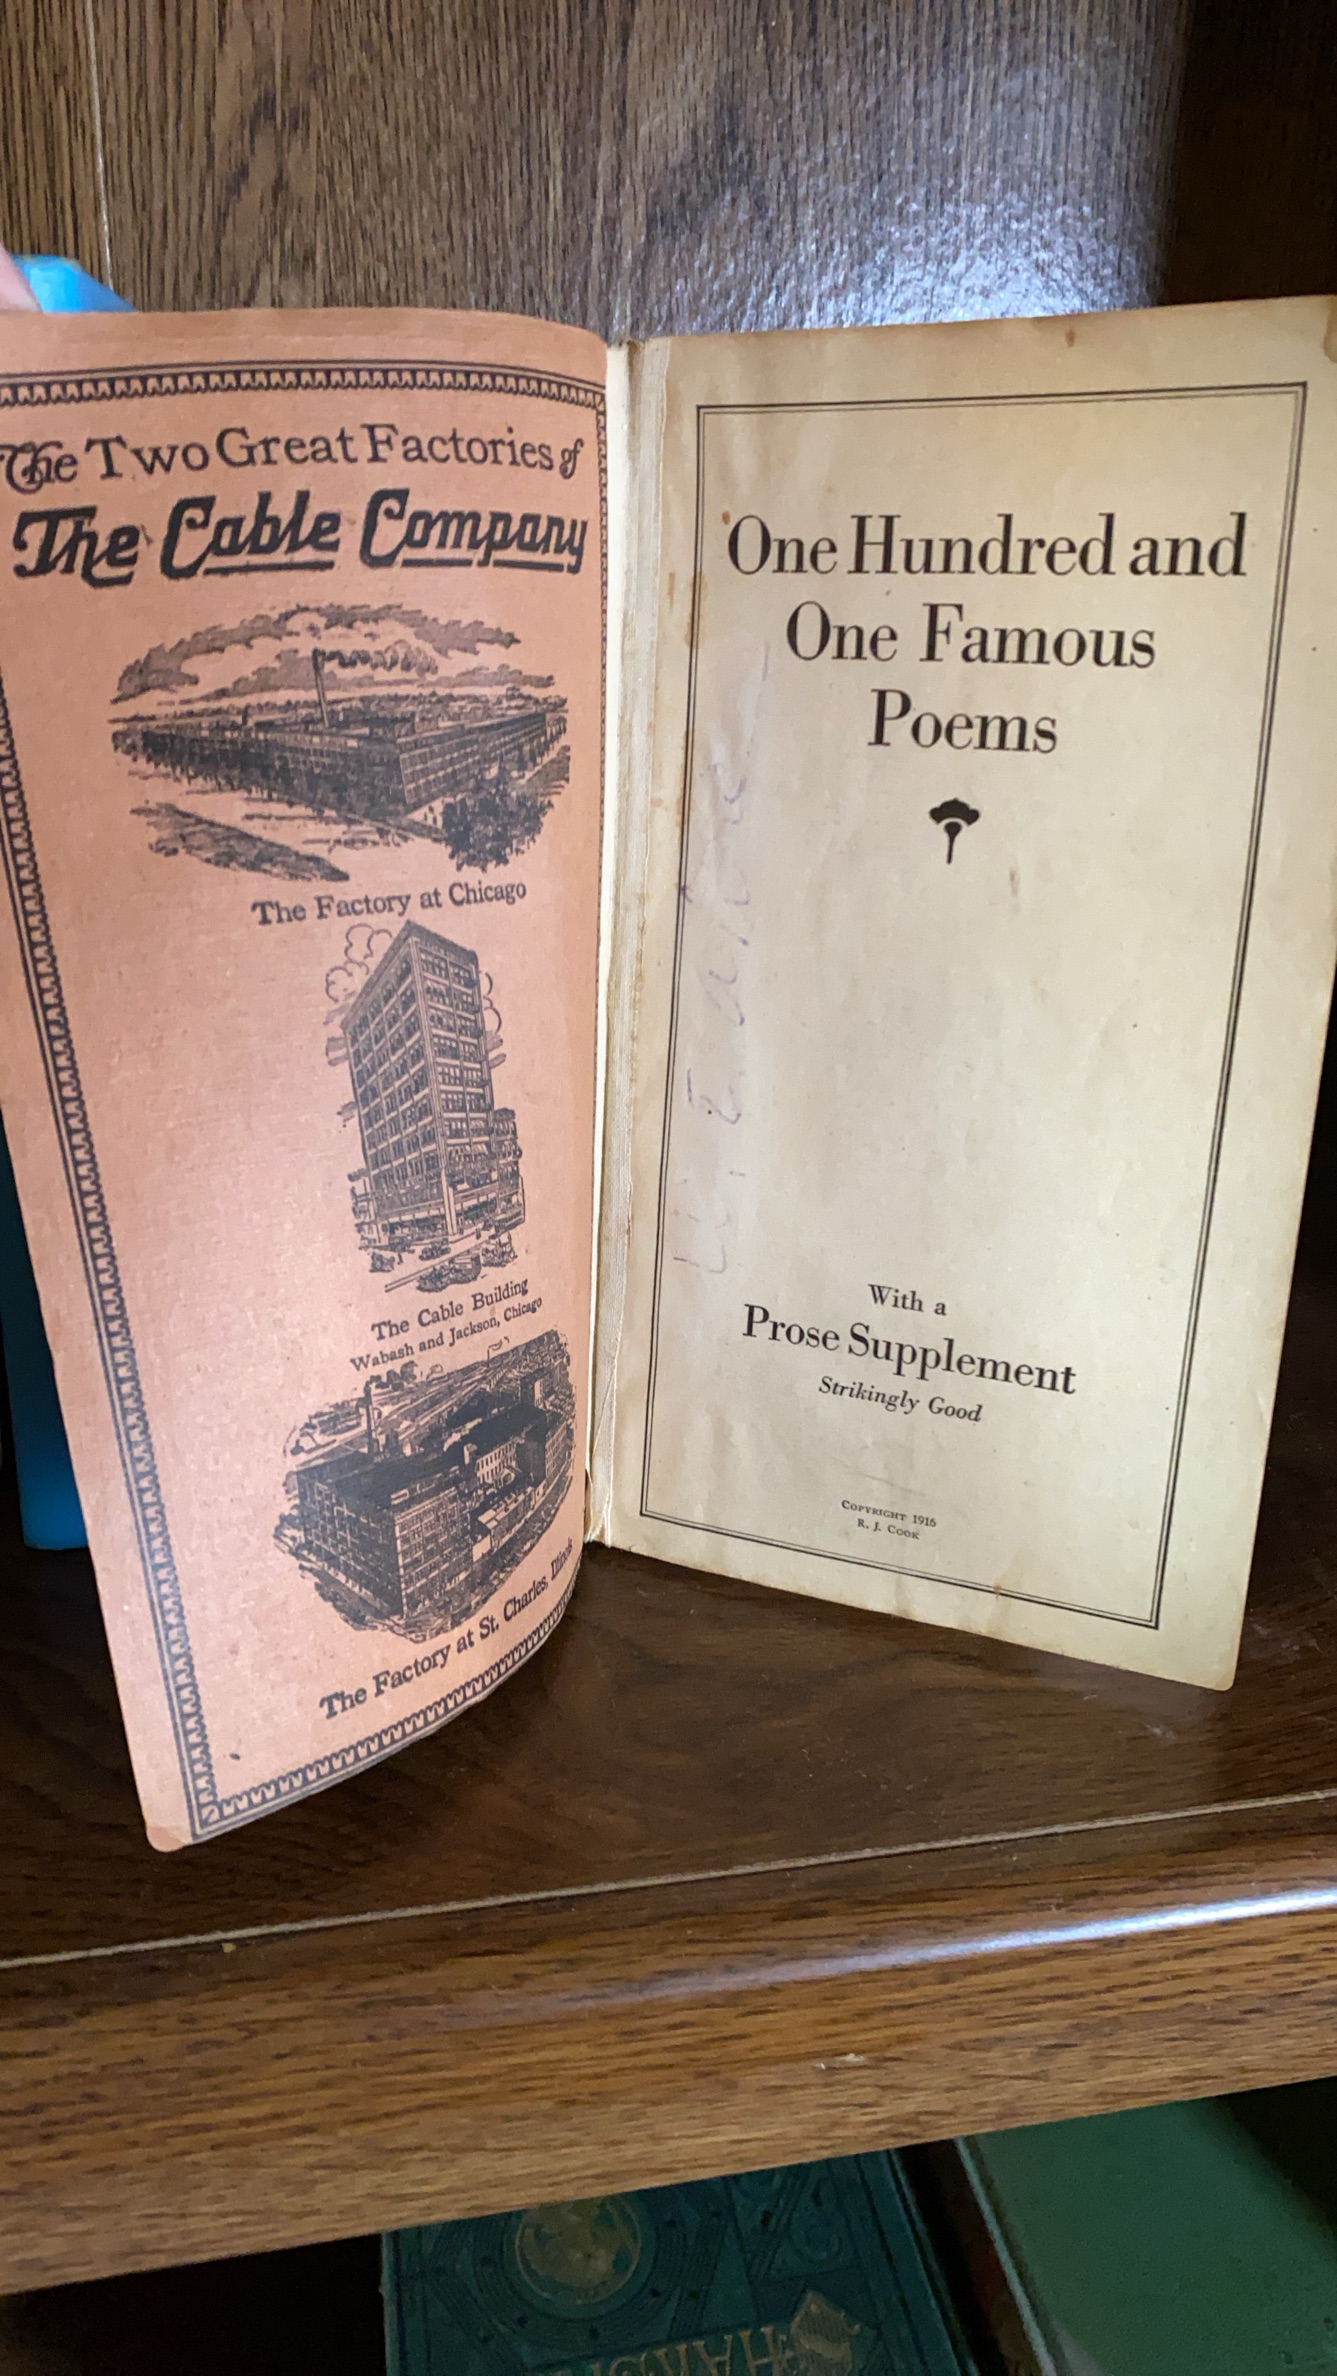 The Two Great Factories of
The Cable Company
The Factory at Chicago
The Cable Building
Wabash and Jackson, Chicago
The Factory at St. Charles, Illinois
One Hundred and
One Famous
Poems
With a
Prose Supplement
Strikingly Good
COPYRIGHT 1916
R. J. COOK